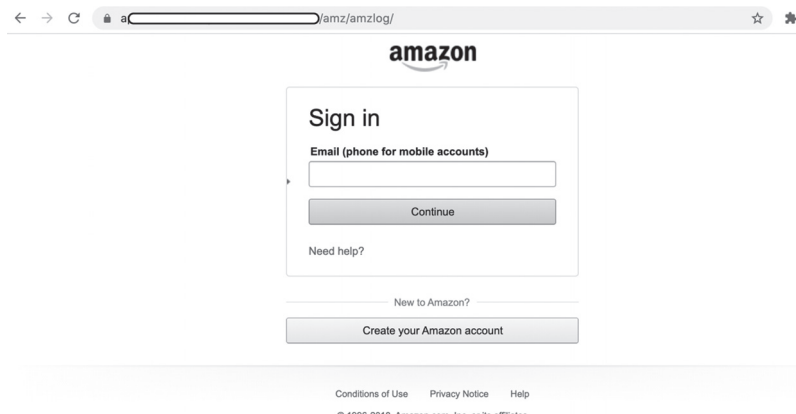 a /amz/amzlog/
amazon
Sign in
Email (phone for mobile accounts)
Continue
Need help?
New to Amazon?
Create your Amazon account
Conditions of Use Privacy Notice Help